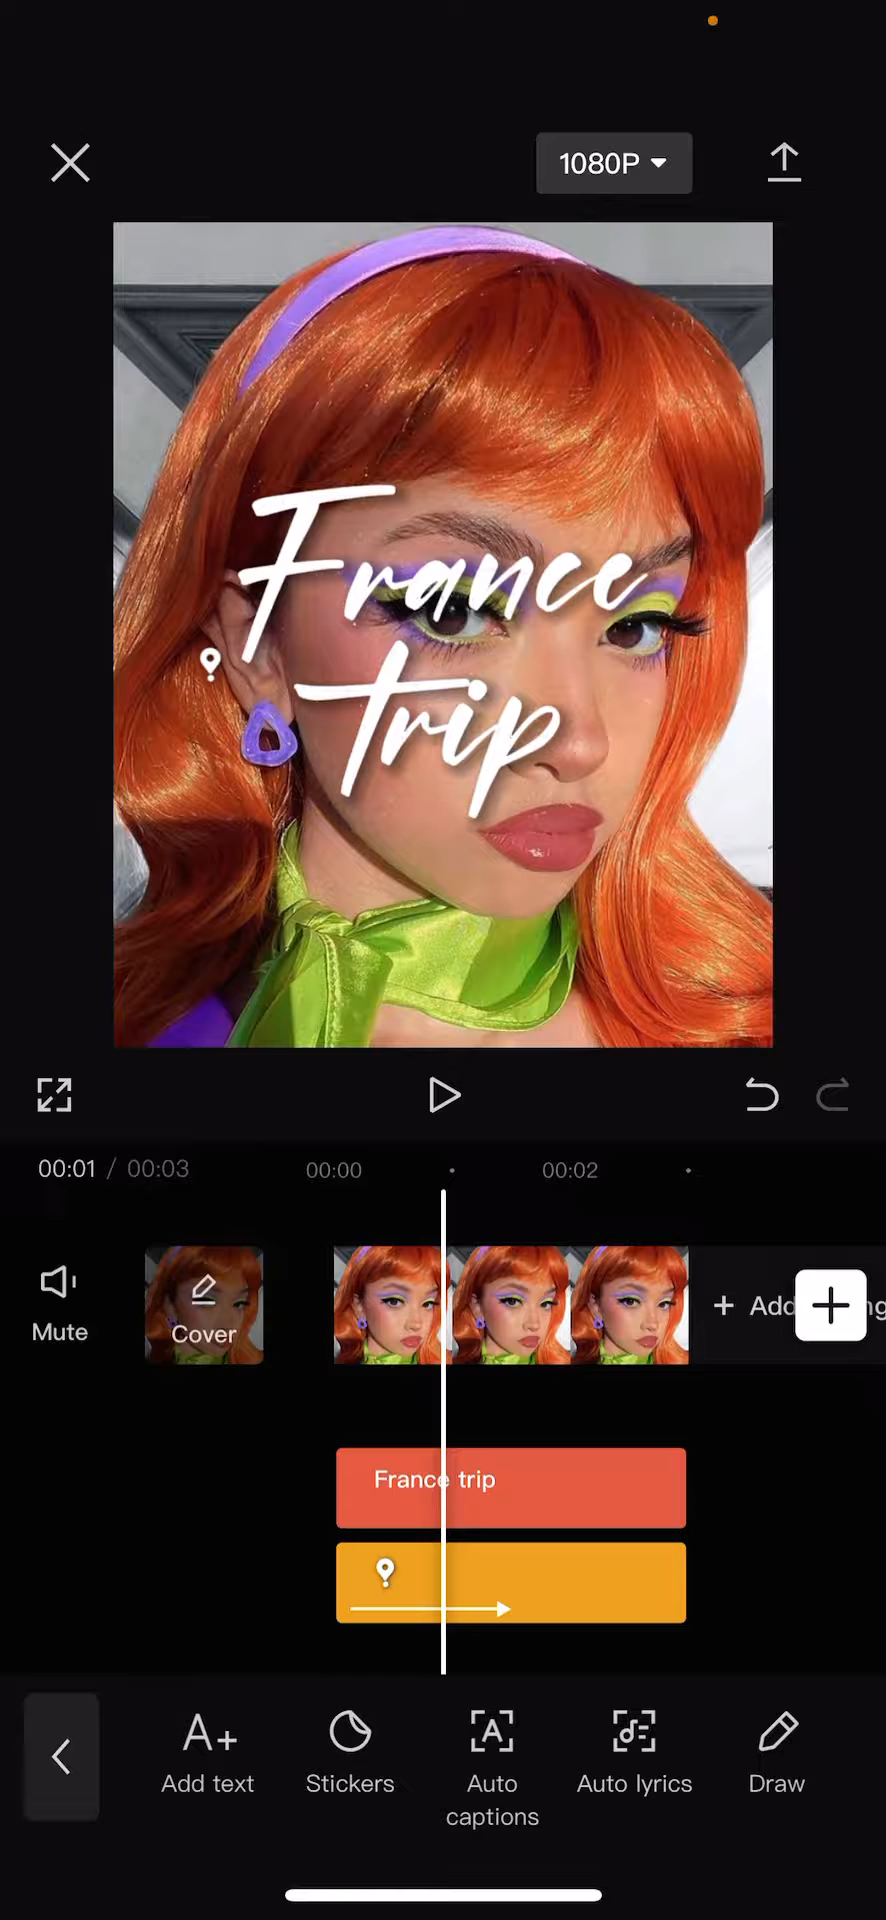 1080P
France
trip
00:01 / 00:03
00:00
00:02
Mute
Cover
+ Add
France trip
Add text
Stickers
Auto
captions
Auto lyrics
Draw